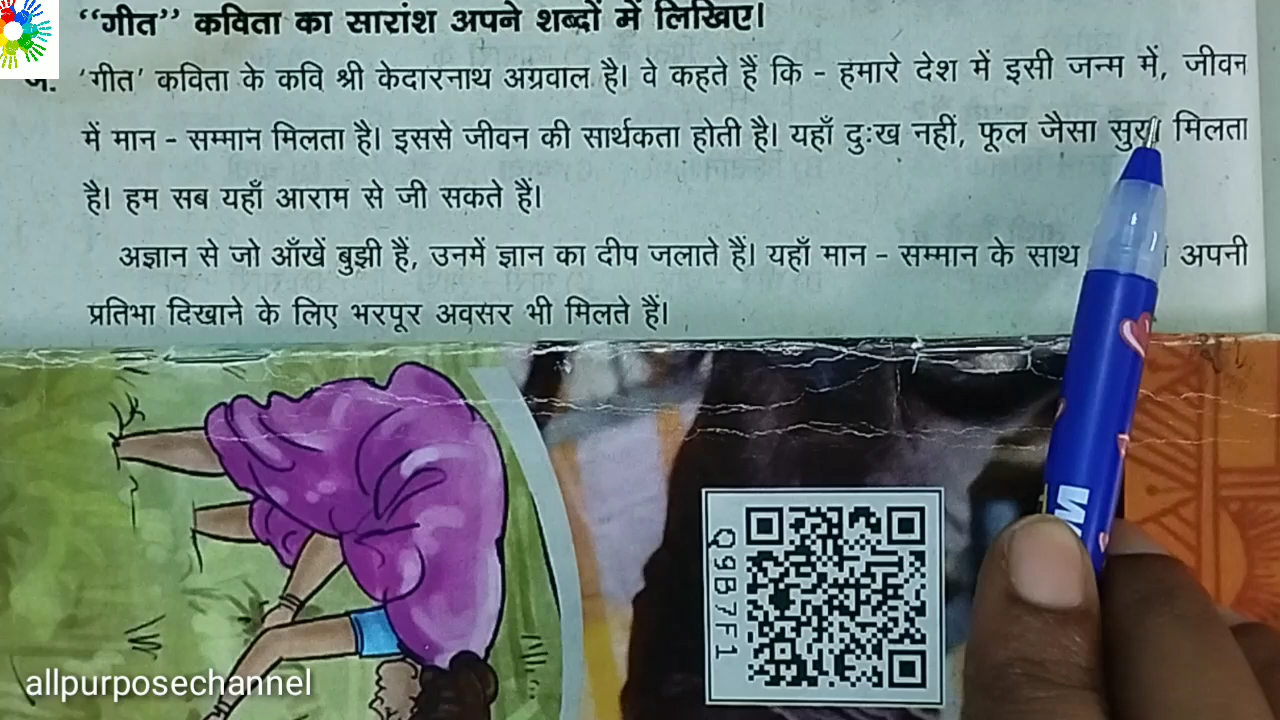 “गीत” कविता का सारांश अपने शब्दों में लिखिए।
ज. 'गीत' कविता के कवि श्री केदारनाथ अग्रवाल है। वे कहते हैं कि - हमारे देश में इसी जन्म में, जीवन
में मान - सम्मान मिलता है। इससे जीवन की सार्थकता होती है। यहाँ दुःख नहीं, फूल जैसा मिलता
है। हम सब यहाँ आराम से जी सकते हैं।
अज्ञान से जो आँखें बुझी हैं, उनमें ज्ञान का दीप जलाते हैं। यहाँ मान - सम्मान के साथ अपनी
प्रतिभा दिखाने के लिए भरपूर अवसर भी मिलते हैं।
Q9B7F1
allpurposechannel